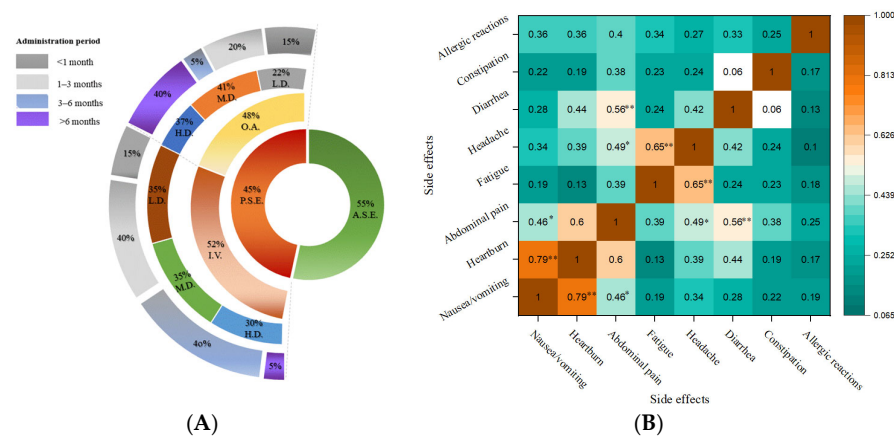 Administration period
<1 month
1–3 months
3–6 months
>6 months
15%
20%
5%
40%
15%
40%
4o%
5%
22%
L.D.
41%
M.D.
37%
H.D.
35%
L.D.
35%
M.D.
30%
H.D.
48%
O.A.
52%
I.V.
45%
P.S.E.
55%
A.S.E.
(A)
Side effects
Allergic reactions 0.36 0.36 0.4 0.34 0.27 0.33 0.25 1
Constipation 0.22 0.19 0.38 0.23 0.24 0.06 1 0.17
Diarrhea 0.28 0.44 0.56** 0.24 0.42 1 0.06 0.13
Headache 0.34 0.39 0.49* 0.65** 1 0.42 0.24 0.1
Fatigue 0.19 0.13 0.39 1 0.65** 0.24 0.23 0.18
Abdominal pain 0.46* 0.6 1 0.39 0.49* 0.56** 0.38 0.25
Heartburn 0.79** 1 0.6 0.13 0.39 0.44 0.19 0.17
Nausea/vomiting 1 0.79** 0.46* 0.19 0.34 0.28 0.22 0.19
Nausea/vomiting Heartburn Abdominal pain Fatigue Headache Diarrhea Constipation Allergic reactions
Side effects
1.000
0.813
0.626
0.439
0.252
0.065
(B)